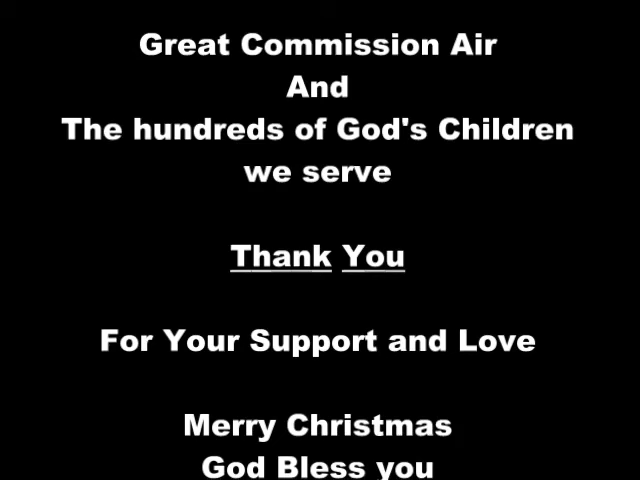 Great Commission Air
And
The hundreds of God's Children
we serve
Thank You
For Your Support and Love
Merry Christmas
God Bless you